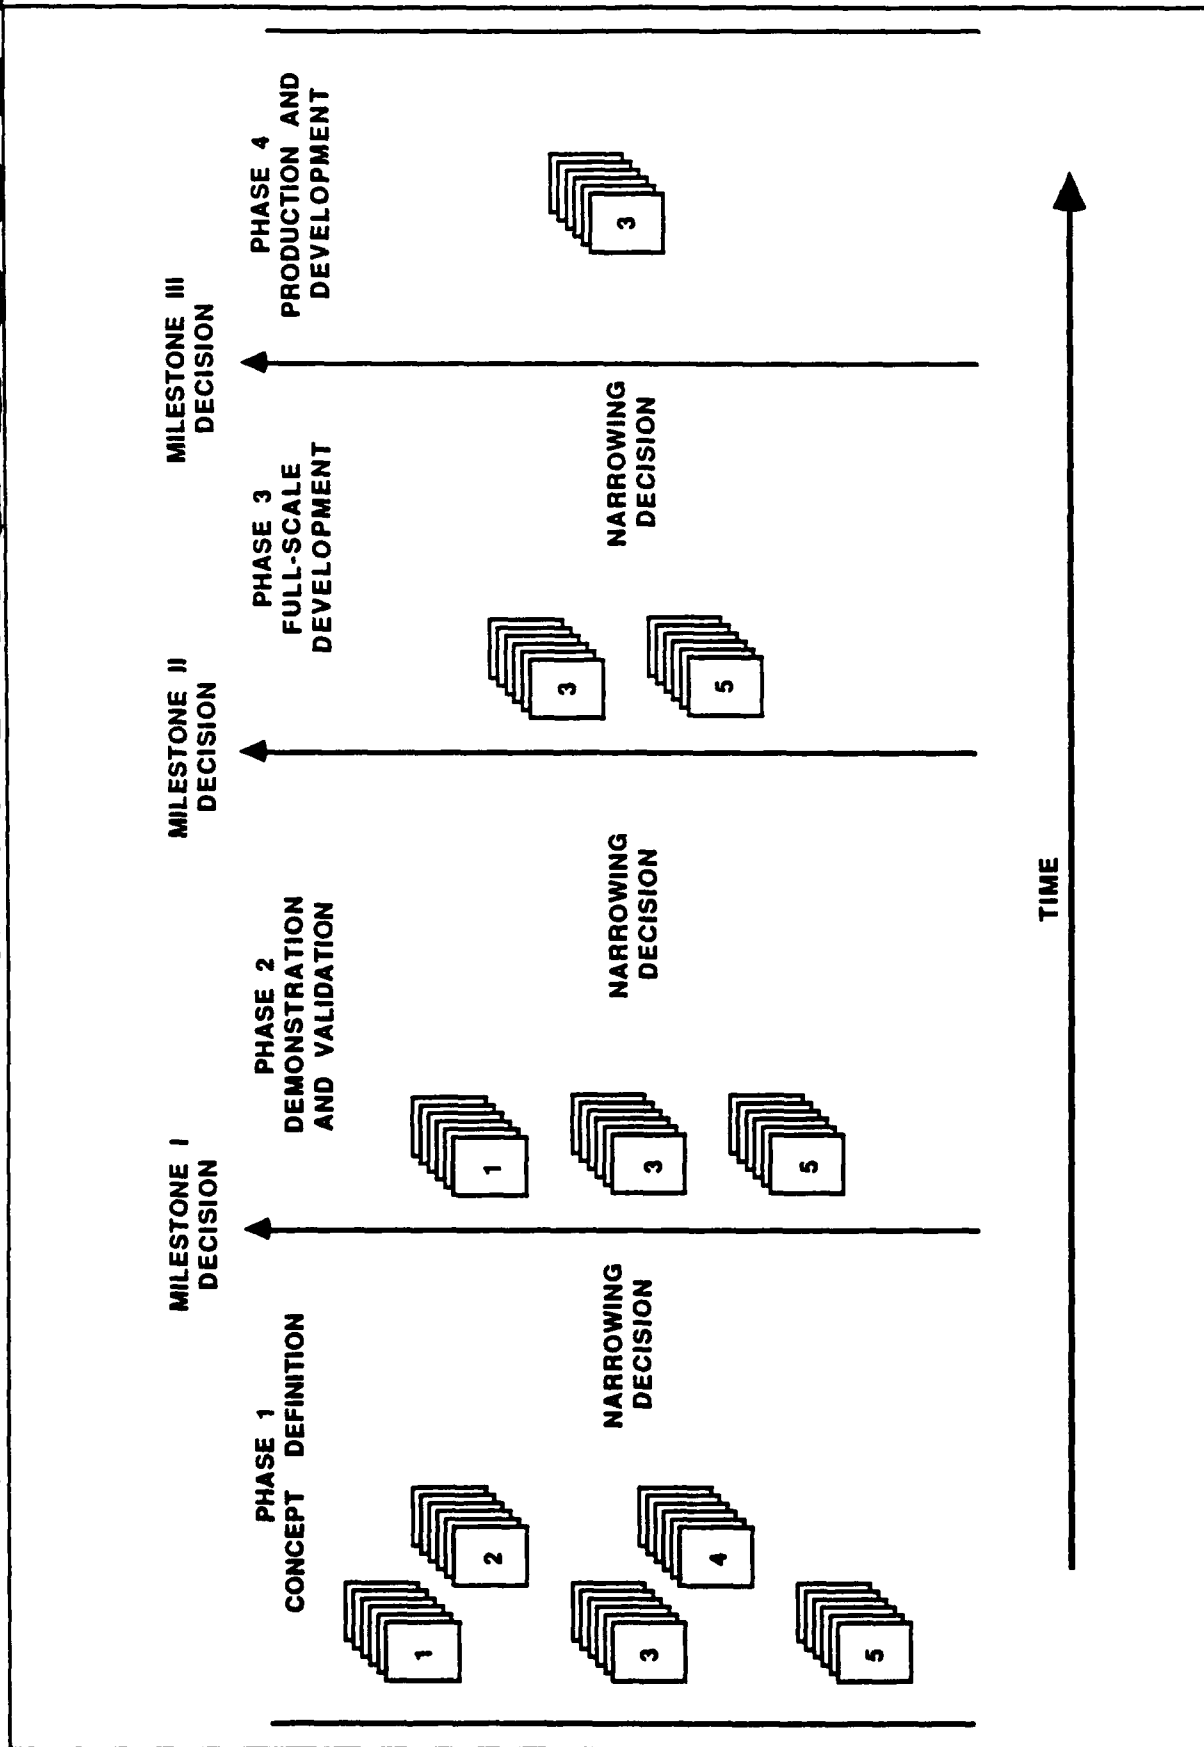 MILESTONE I
DECISION
MILESTONE II
DECISION
MILESTONE III
DECISION
PHASE 1
CONCEPT DEFINITION
PHASE 2
DEMONSTRATION
AND VALIDATION
PHASE 3
FULL-SCALE
DEVELOPMENT
PHASE 4
PRODUCTION AND
DEVELOPMENT
1
2
3
4
5
NARROWING
DECISION
1
3
5
NARROWING
DECISION
3
5
NARROWING
DECISION
3
TIME